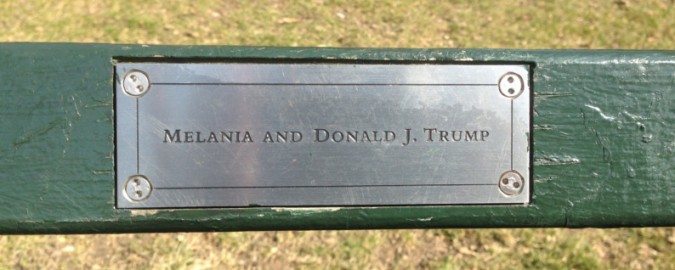 Melania and Donald J. Trump